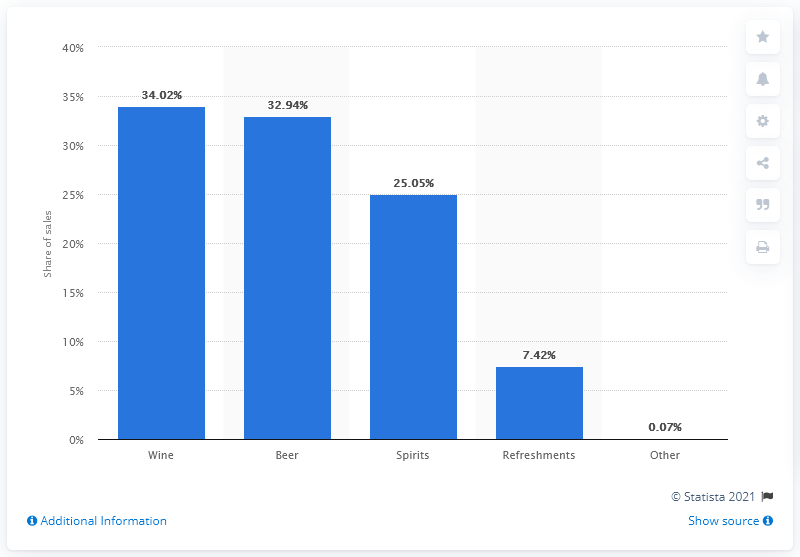 40%
35%
30%
25%
20%
15%
10%
5%
0%
Share of sales
34.02%
32.94%
25.05%
7.42%
0.07%
Wine
Beer
Spirits
Refreshments
Other
© Statista 2021
Additional Information
Show source